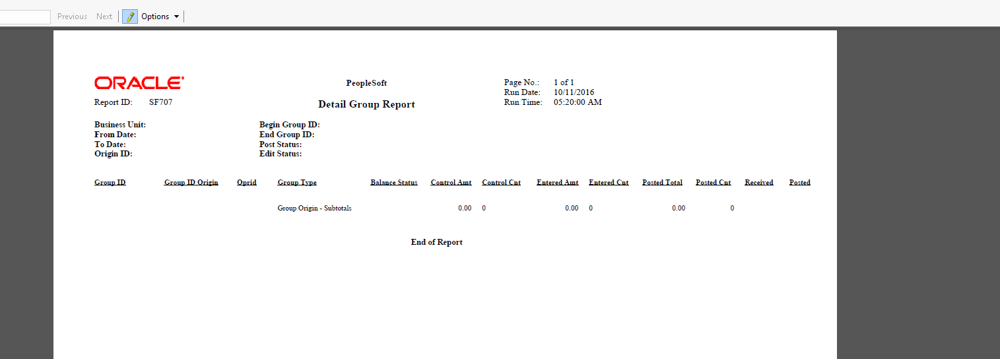 Previous Next Options
ORACLE
PeopleSoft
Page No.: 1 of 1
Run Date: 10/11/2016
Report ID: SF707
Detail Group Report
Run Time: 05:20:00 AM
Business Unit: Begin Group ID:
From Date: End Group ID:
To Date: Post Status:
Origin ID: Edit Status:
Group ID Group ID Origin Oprid Group Type Balance Status Control Amt Control Cnt Entered Amt Entered Cnt Posted Total Posted Cnt Received Posted
Group Origin - Subtotals 0.00 0 0.00 0 0.00 0
End of Report